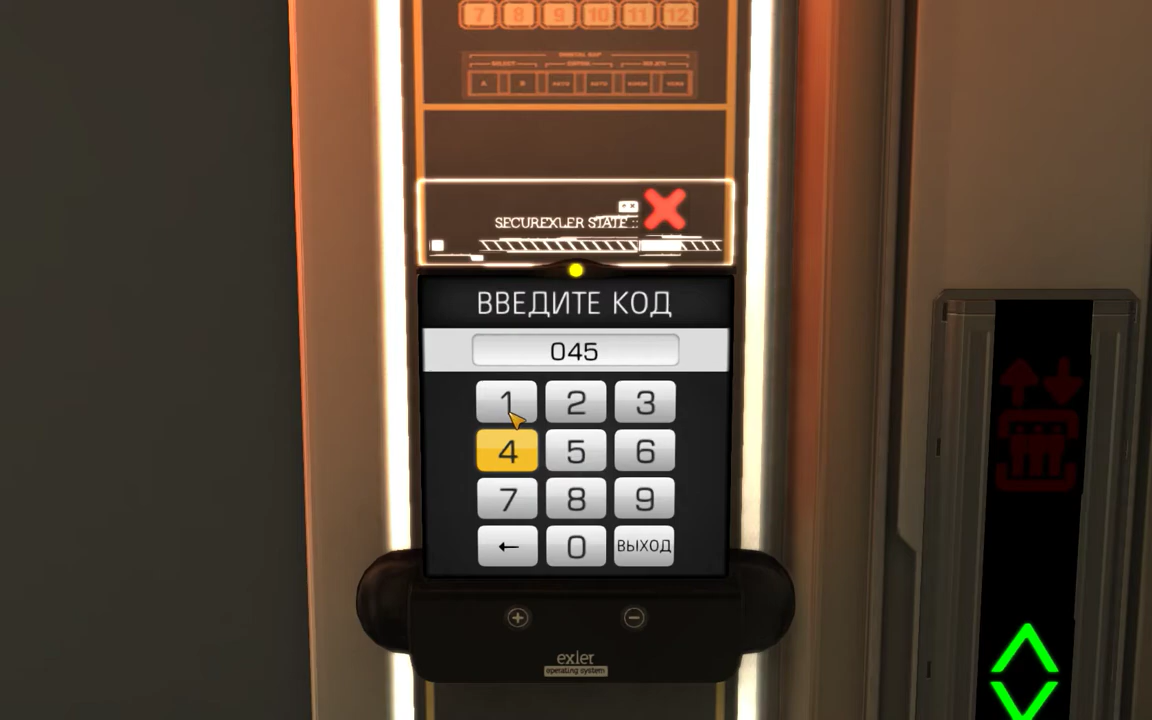 7 8 9 10 11 12
A B
SECUREXLER STATE ::
ВВЕДИТЕ КОД
045
1 2 3
4 5 6
7 8 9
← 0 ВЫХОД
exler
operating system